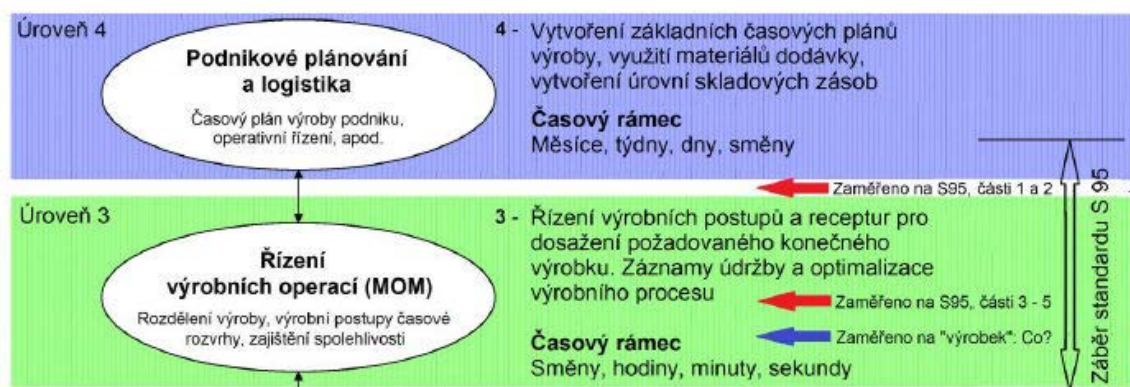 Úroveň 4
Podnikové plánování
a logistika
Časový plán výroby podniku,
operativní řízení, apod.
4 - Vytvoření základních časových plánů
výroby, využití materiálů dodávky,
vytvoření úrovní skladových zásob
Časový rámec
Měsíce, týdny, dny, směny
Zaměřeno na S95, části 1 a 2
Úroveň 3
Řízení
výrobních operací (MOM)
Rozdělení výroby, výrobní postupy časové
rozvrhy, zajištění spolehlivosti
3 - Řízení výrobních postupů a receptur pro
dosažení požadovaného konečného
výrobku. Záznamy údržby a optimalizace
výrobního procesu
Zaměřeno na S95, části 3 - 5
Zaměřeno na "výrobek": Co?
Časový rámec
Směny, hodiny, minuty, sekundy
Záběr standardu S 95